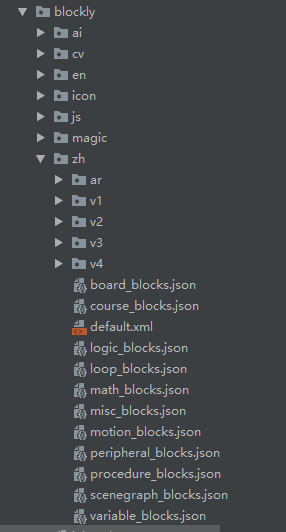 blockly
ai
cv
en
icon
js
magic
zh
ar
v1
v2
v3
v4
board_blocks.json
course_blocks.json
default.xml
logic_blocks.json
loop_blocks.json
math_blocks.json
misc_blocks.json
motion_blocks.json
peripheral_blocks.json
procedure_blocks.json
scenegraph_blocks.json
variable_blocks.json